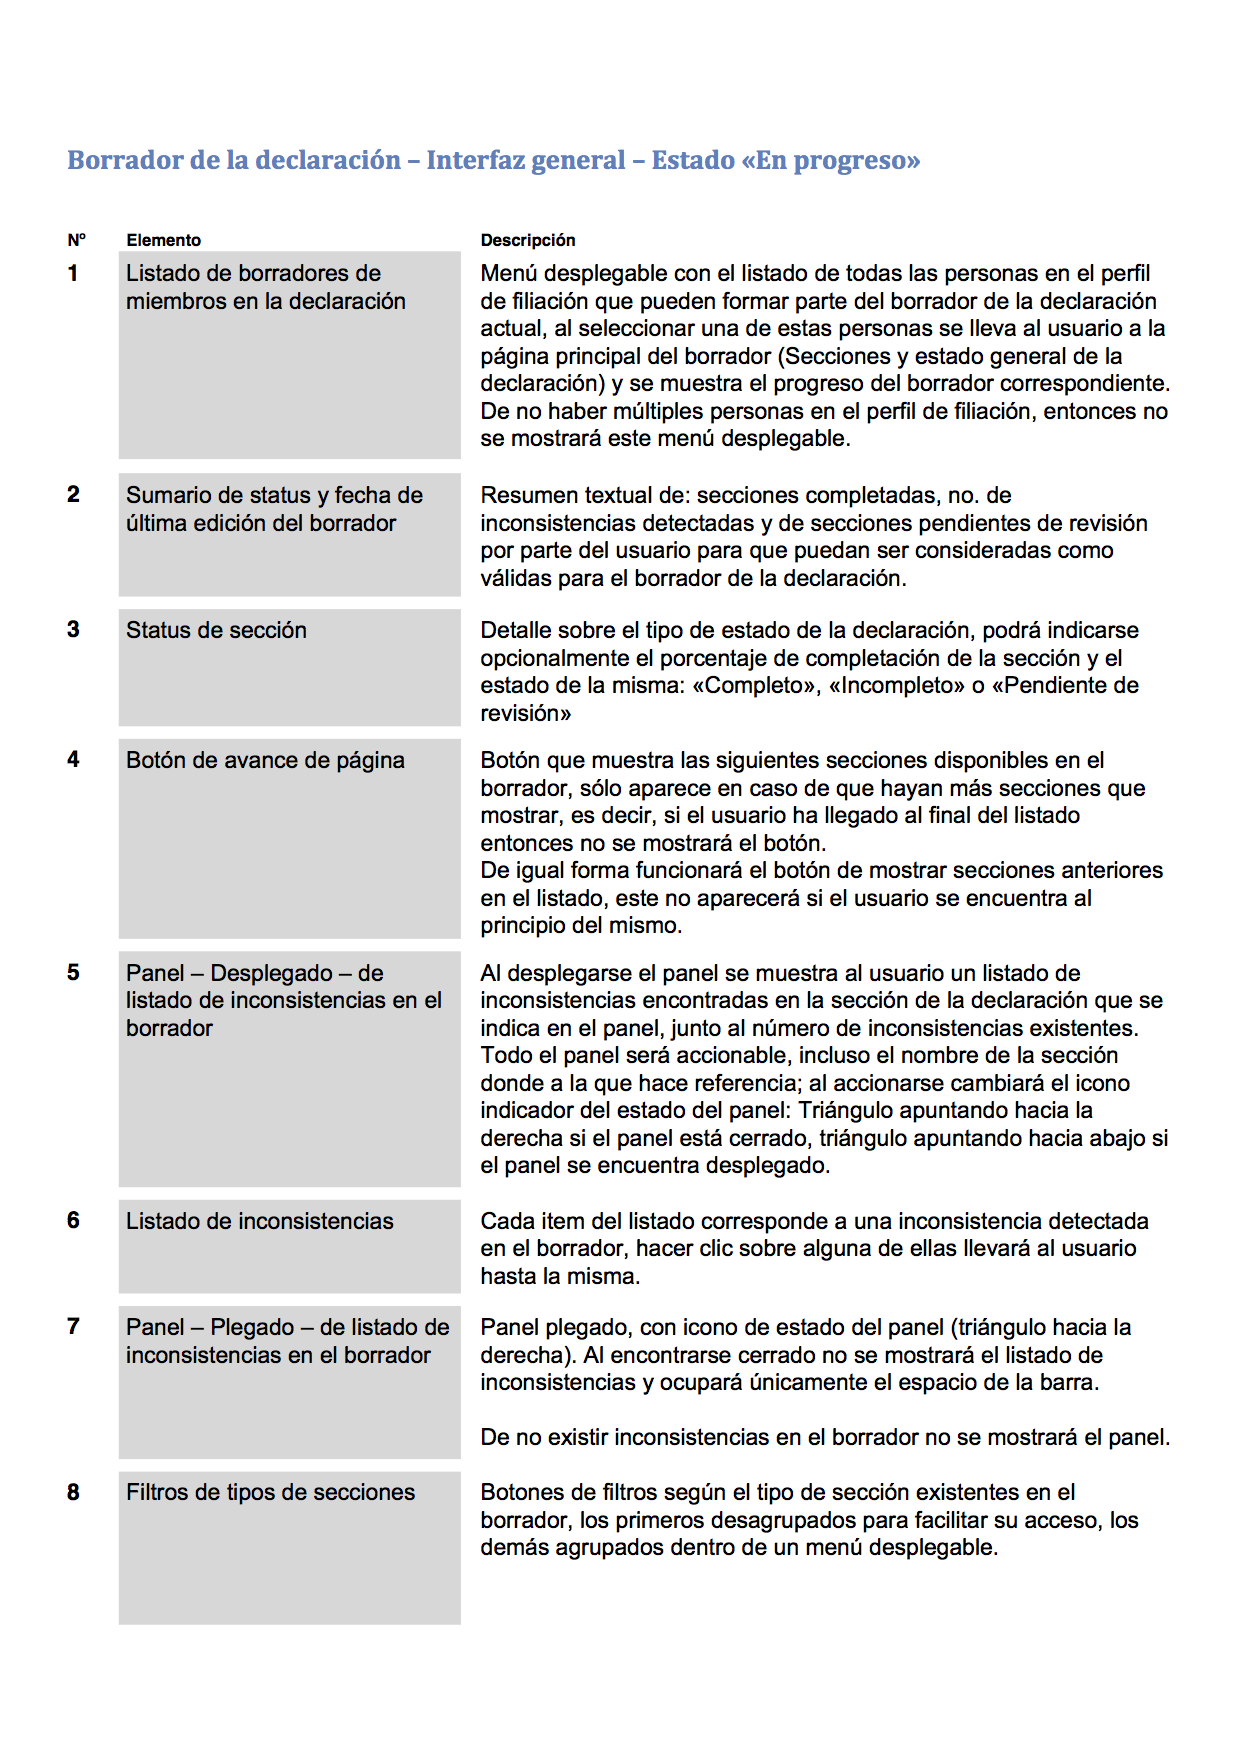 Borrador de la declaración – Interfaz general – Estado «En progreso»
Nº Elemento Descripción
1 Listado de borradores de
miembros en la declaración
Menú desplegable con el listado de todas las personas en el perfil
de filiación que pueden formar parte del borrador de la declaración
actual, al seleccionar una de estas personas se lleva al usuario a la
página principal del borrador (Secciones y estado general de la
declaración) y se muestra el progreso del borrador correspondiente.
De no haber múltiples personas en el perfil de filiación, entonces no
se mostrará este menú desplegable.
2 Sumario de status y fecha de
última edición del borrador
Resumen textual de: secciones completadas, no. de
inconsistencias detectadas y de secciones pendientes de revisión
por parte del usuario para que puedan ser consideradas como
válidas para el borrador de la declaración.
3 Status de sección
Detalle sobre el tipo de estado de la declaración, podrá indicarse
opcionalmente el porcentaje de completación de la sección y el
estado de la misma: «Completo», «Incompleto» o «Pendiente de
revisión»
4 Botón de avance de página
Botón que muestra las siguientes secciones disponibles en el
borrador, sólo aparece en caso de que hayan más secciones que
mostrar, es decir, si el usuario ha llegado al final del listado
entonces no se mostrará el botón.
De igual forma funcionará el botón de mostrar secciones anteriores
en el listado, este no aparecerá si el usuario se encuentra al
principio del mismo.
5 Panel – Desplegado – de
listado de inconsistencias en el
borrador
Al desplegarse el panel se muestra al usuario un listado de
inconsistencias encontradas en la sección de la declaración que se
indica en el panel, junto al número de inconsistencias existentes.
Todo el panel será accionable, incluso el nombre de la sección
donde a la que hace referencia; al accionarse cambiará el icono
indicador del estado del panel: Triángulo apuntando hacia la
derecha si el panel está cerrado, triángulo apuntando hacia abajo si
el panel se encuentra desplegado.
6 Listado de inconsistencias
Cada item del listado corresponde a una inconsistencia detectada
en el borrador, hacer clic sobre alguna de ellas llevará al usuario
hasta la misma.
7 Panel – Plegado – de listado de
inconsistencias en el borrador
Panel plegado, con icono de estado del panel (triángulo hacia la
derecha). Al encontrarse cerrado no se mostrará el listado de
inconsistencias y ocupará únicamente el espacio de la barra.
De no existir inconsistencias en el borrador no se mostrará el panel.
8 Filtros de tipos de secciones
Botones de filtros según el tipo de sección existentes en el
borrador, los primeros desagrupados para facilitar su acceso, los
demás agrupados dentro de un menú desplegable.